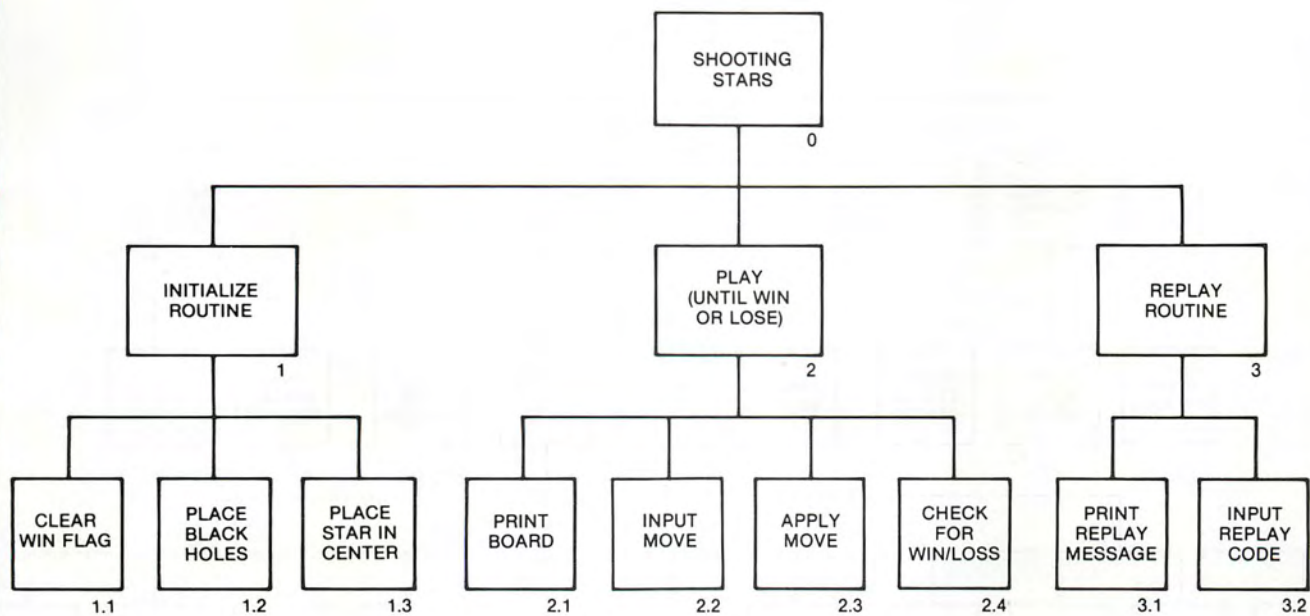 SHOOTING
STARS
0
INITIALIZE
ROUTINE
1
PLAY
(UNTIL WIN
OR LOSE)
2
REPLAY
ROUTINE
3
CLEAR
WIN FLAG
1.1
PLACE
BLACK
HOLES
1.2
PLACE
STAR IN
CENTER
1.3
PRINT
BOARD
2.1
INPUT
MOVE
2.2
APPLY
MOVE
2.3
CHECK
FOR
WIN/LOSS
2.4
PRINT
REPLAY
MESSAGE
3.1
INPUT
REPLAY
CODE
3.2